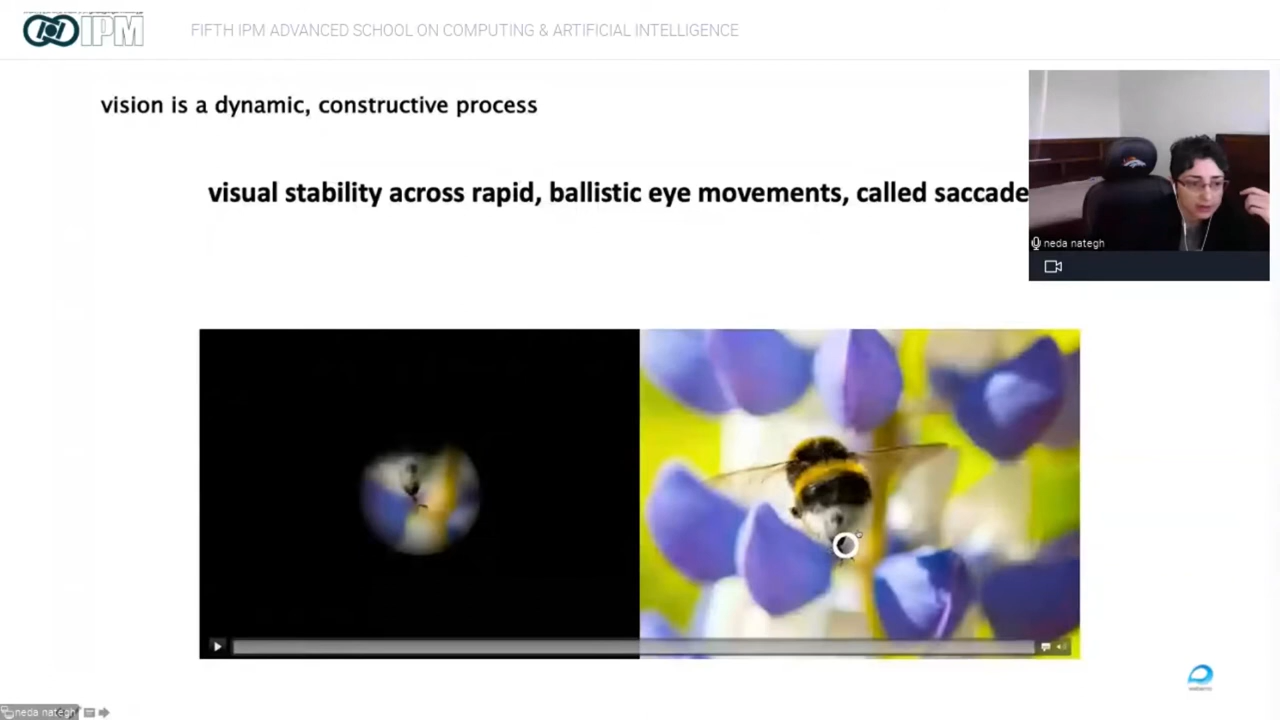 IPM
FIFTH IPM ADVANCED SCHOOL ON COMPUTING & ARTIFICIAL INTELLIGENCE
vision is a dynamic, constructive process
visual stability across rapid, ballistic eye movements, called saccade
neda nategh
neda nategh